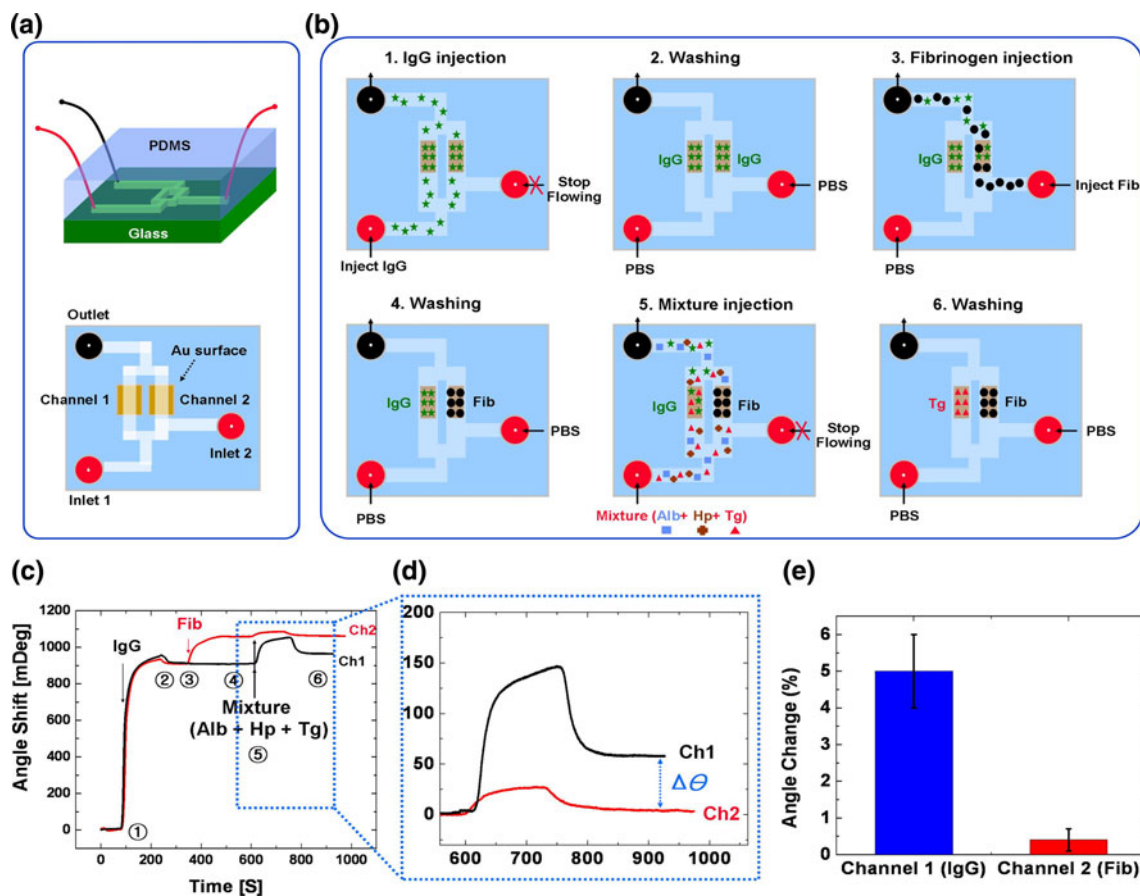 (a)
PDMS
Glass
Outlet
Au surface
Channel 1
Channel 2
Inlet 2
Inlet 1
(b)
1. IgG injection
2. Washing
3. Fibrinogen injection
IgG
IgG
IgG
Stop
Flowing
PBS
Inject Fib
Inject IgG
PBS
PBS
4. Washing
5. Mixture injection
6. Washing
IgG
Fib
IgG
Fib
Tg
Fib
PBS
Stop
Flowing
PBS
PBS
Mixture (Alb+ Hp+ Tg)
PBS
(c)
1200
1000
800
600
400
200
0
Angle Shift [mDeg]
IgG
Fib
Ch2
Ch1
② ③ ④ ⑥
Mixture
(Alb + Hp + Tg)
⑤
①
0 200 400 600 800 1000
Time [S]
(d)
200
150
100
50
0
Ch1
Δθ
Ch2
600 700 800 900 1000
(e)
6
5
4
3
2
1
0
Angle Change (%)
Channel 1 (IgG) Channel 2 (Fib)